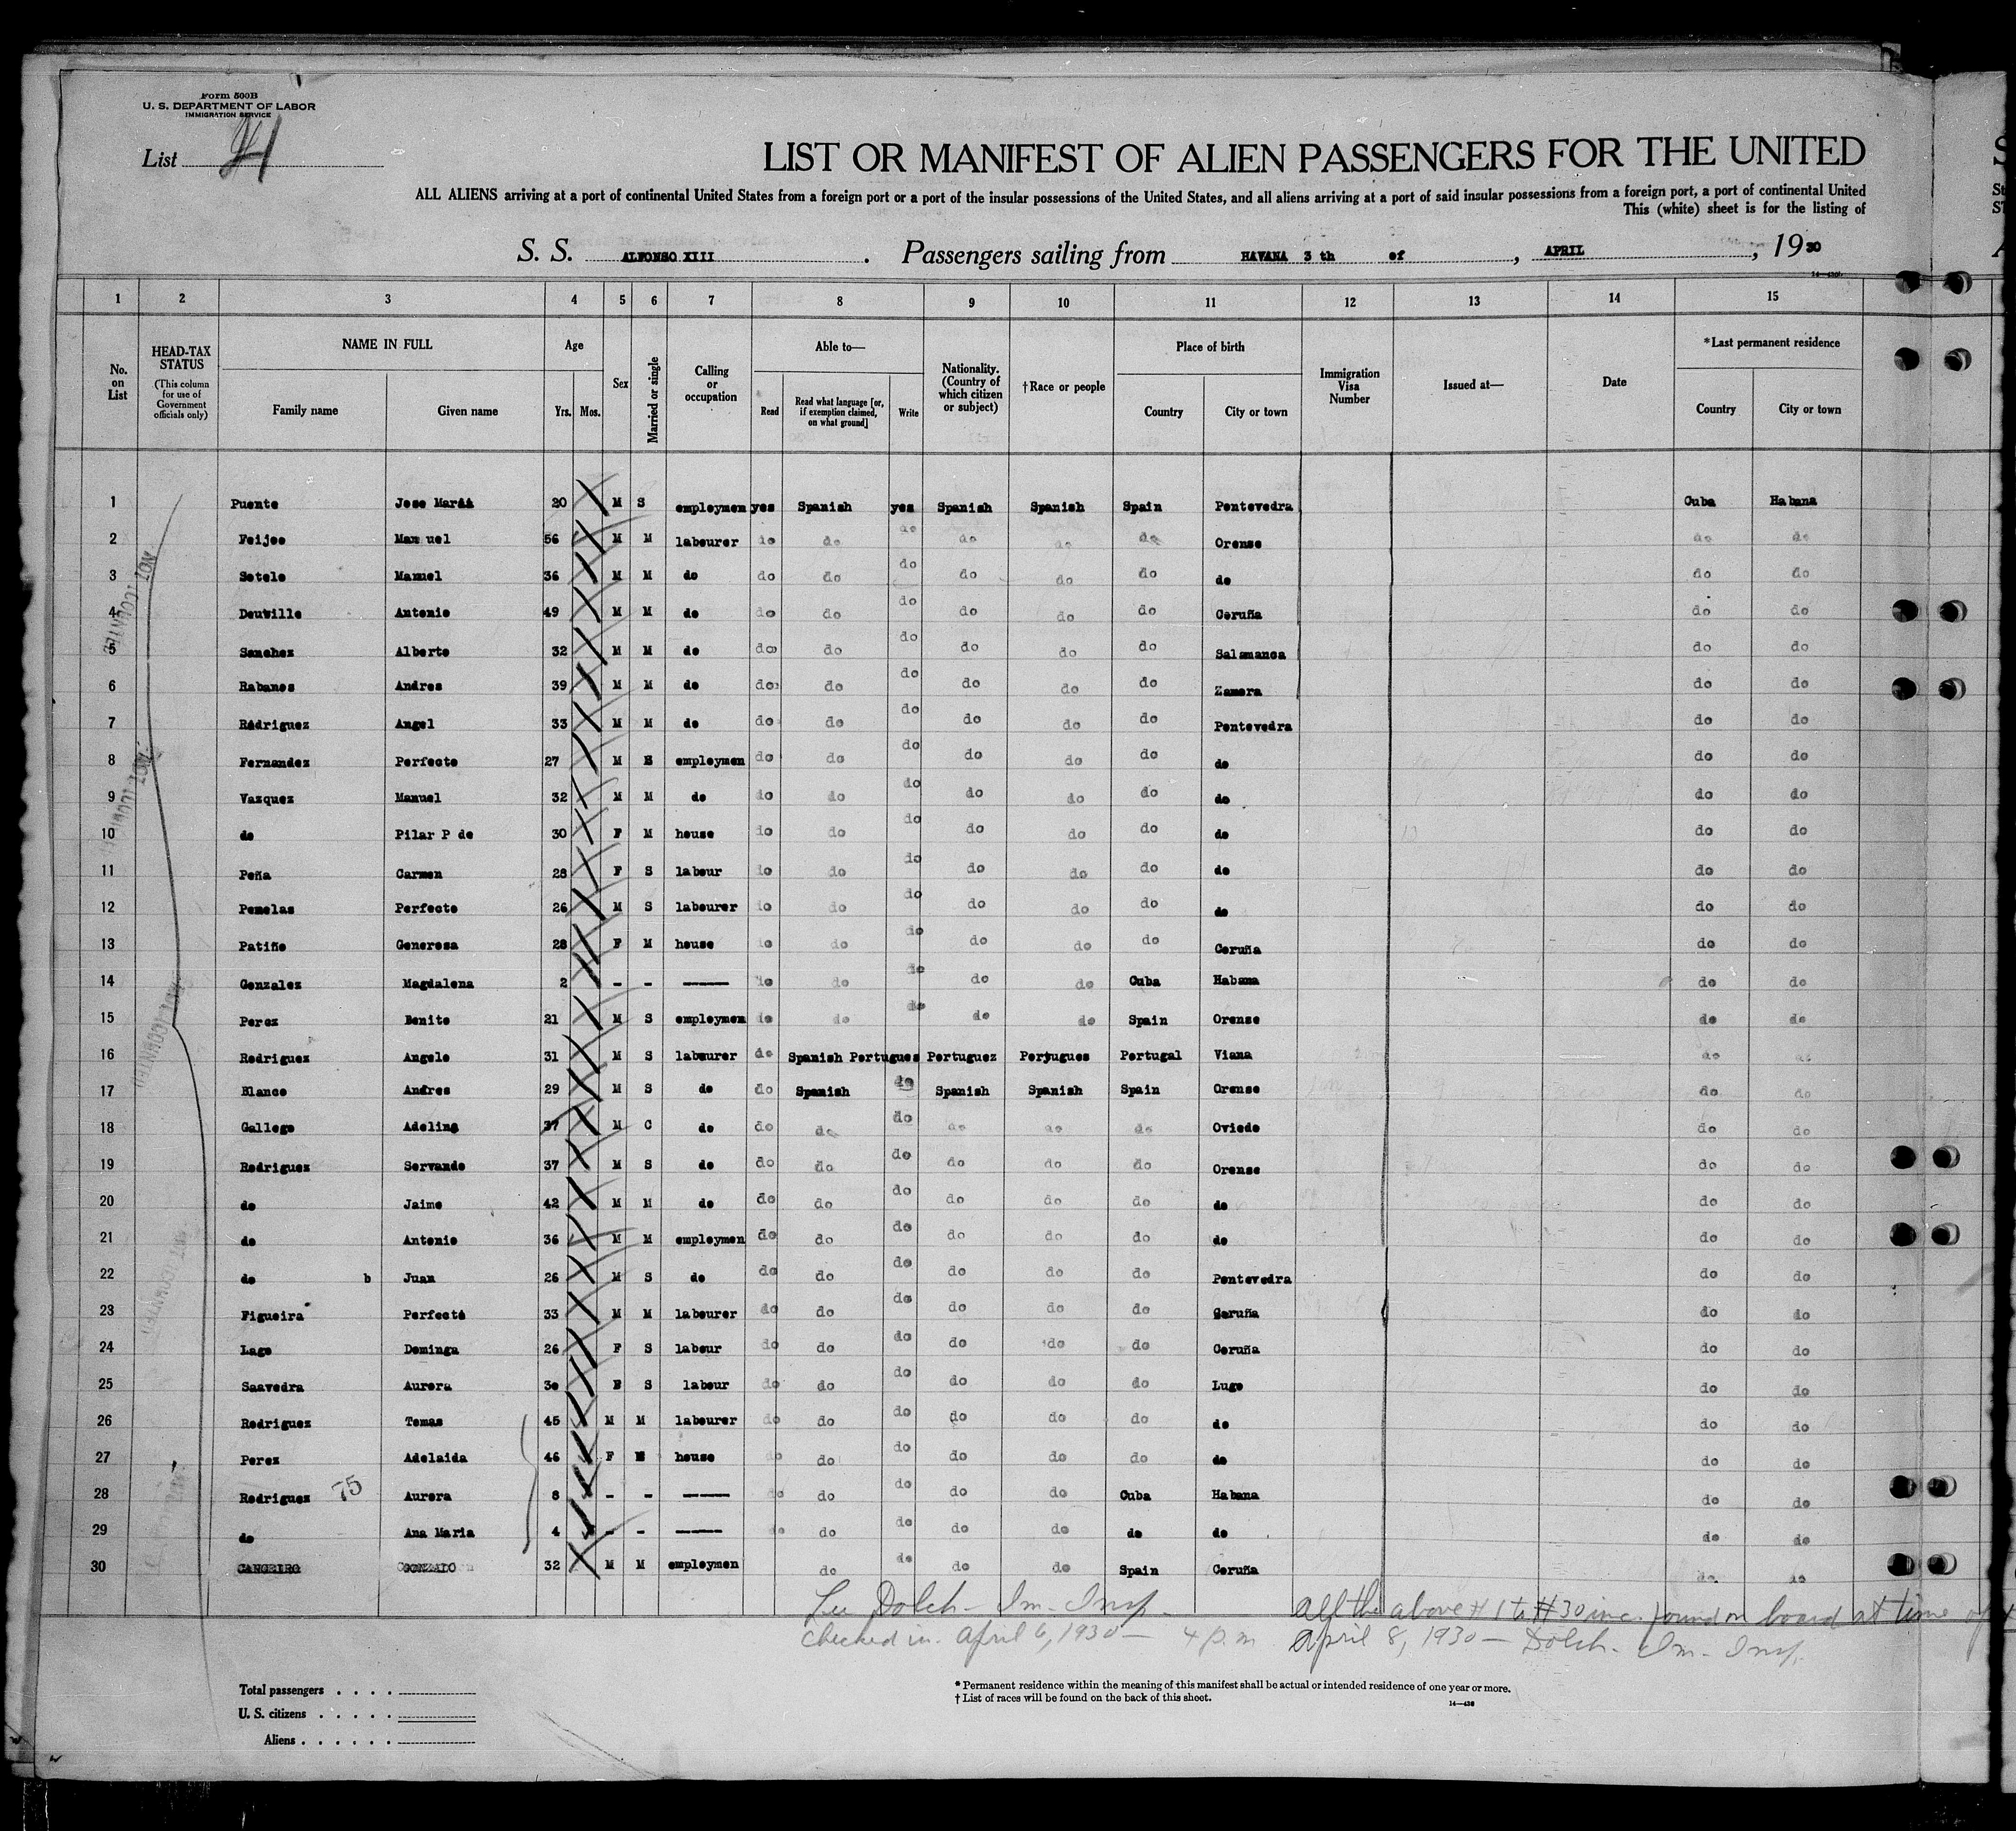 Form 500B
U. S. DEPARTMENT OF LABOR
IMMIGRATION SERVICE
List 21
LIST OR MANIFEST OF ALIEN PASSENGERS FOR THE UNITED
ALL ALIENS arriving at a port of continental United States from a foreign port or a port of the insular possessions of the United States, and all aliens arriving at a port of said insular possessions from a foreign port, a port of continental United
This (white) sheet is for the listing of
S. S. ALFONSO XIII . Passengers sailing from HAVANA 3 th of , APRIL , 1930
1 2 3 4 5 6 7 8 9 10 11 12 13 14 15
No. on List
HEAD-TAX STATUS (This column for use of Government officials only)
NAME IN FULL Family name Given name
Age Yrs. Mos.
Sex
Married or single
Calling or occupation
Able to— Read Read what language [or, if exemption claimed, on what ground] Write
Nationality. (Country of which citizen or subject)
†Race or people
Place of birth Country City or town
Immigration Visa Number
Issued at—
Date
*Last permanent residence Country City or town
1 Puente Jose Maria 20 M S employmen yes Spanish yes Spanish Spanish Spain Pontevedra Cuba Habana
2 Feijoo Manuel 56 M M labourer do do do do do do Orense do do
3 Sotelo Manuel 36 M M do do do do do do do do do do
4 Deuville Antonio 49 M M do do do do do do do Coruña do do
5 Sanchez Alberto 32 M M do do do do do do do Salamanca do do
6 Rabanos Andres 39 M M do do do do do do do Zamora do do
7 Rodriguez Angel 33 M M do do do do do do do Pontevedra do do
8 Fernandez Perfecto 27 M S employmen do do do do do do do do do
9 Vazquez Manuel 32 M M do do do do do do do do do do
10 do Pilar P de 30 F M house do do do do do do do do do
11 Peña Carmen 28 F S labour do do do do do do do do do
12 Penelas Perfecto 26 M S labourer do do do do do do do do do
13 Patiño Generosa 28 F M house do do do do do do Coruña do do
14 Gonzalez Magdalena 2 - - —— do do do do do Cuba Habana do do
15 Perez Benito 21 M S employmen do do do do do Spain Orense do do
16 Rodriguez Angelo 31 M S labourer do Spanish Portugues Portuguez Portugues Portugal Viana do do
17 Blanco Andres 29 M S do do Spanish do Spanish Spanish Spain Orense do do
18 Gallego Adeling 37 M C do do do do do do do Oviedo do do
19 Rodriguez Servando 37 M S do do do do do do do Orense do do
20 do Jaime 42 M M do do do do do do do do do do
21 do Antonio 36 M M employmen do do do do do do do do do
22 do b Juan 26 M S do do do do do do do Pontevedra do do
23 Figueira Perfecto 33 M M labourer do do do do do do Coruña do do
24 Lago Dominga 26 F S labour do do do do do do Coruña do do
25 Saavedra Aurora 30 F S labour do do do do do do Lugo do do
26 Rodriguez Tomas 45 M M labourer do do do do do do do do do
27 Perez Adelaida 46 F M house do do do do do do do do do
28 Rodriguez 75 Aurora 8 - - —— do do do do do Cuba Habana do do
29 do Ana Maria 4 - - —— do do do do do do do do do
30 CANGEIRO GONZALO 32 M M employmen do do do do Spain Coruña do do
Lee Dolch - Im. Insp.
checked in. April 6, 1930 — 4 p.m
all the above # 1 to # 30 inc. found on board at time of
April 8, 1930 — Dolch. Im. Insp.
Total passengers
U. S. citizens
Aliens
* Permanent residence within the meaning of this manifest shall be actual or intended residence of one year or more.
† List of races will be found on the back of this sheet.
14—436